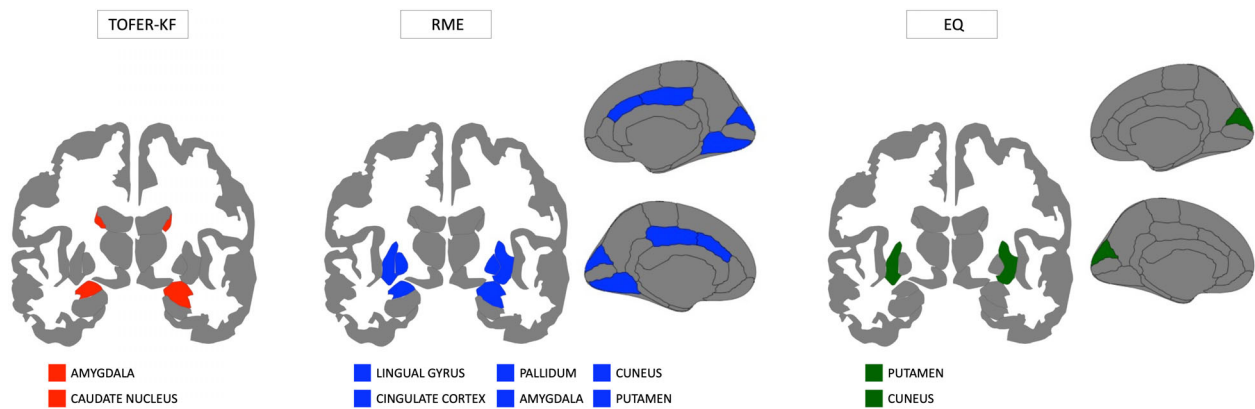 TOFER-KF
RME
EQ
AMYGDALA
CAUDATE NUCLEUS
LINGUAL GYRUS
PALLIDUM
CUNEUS
CINGULATE CORTEX
AMYGDALA
PUTAMEN
PUTAMEN
CUNEUS